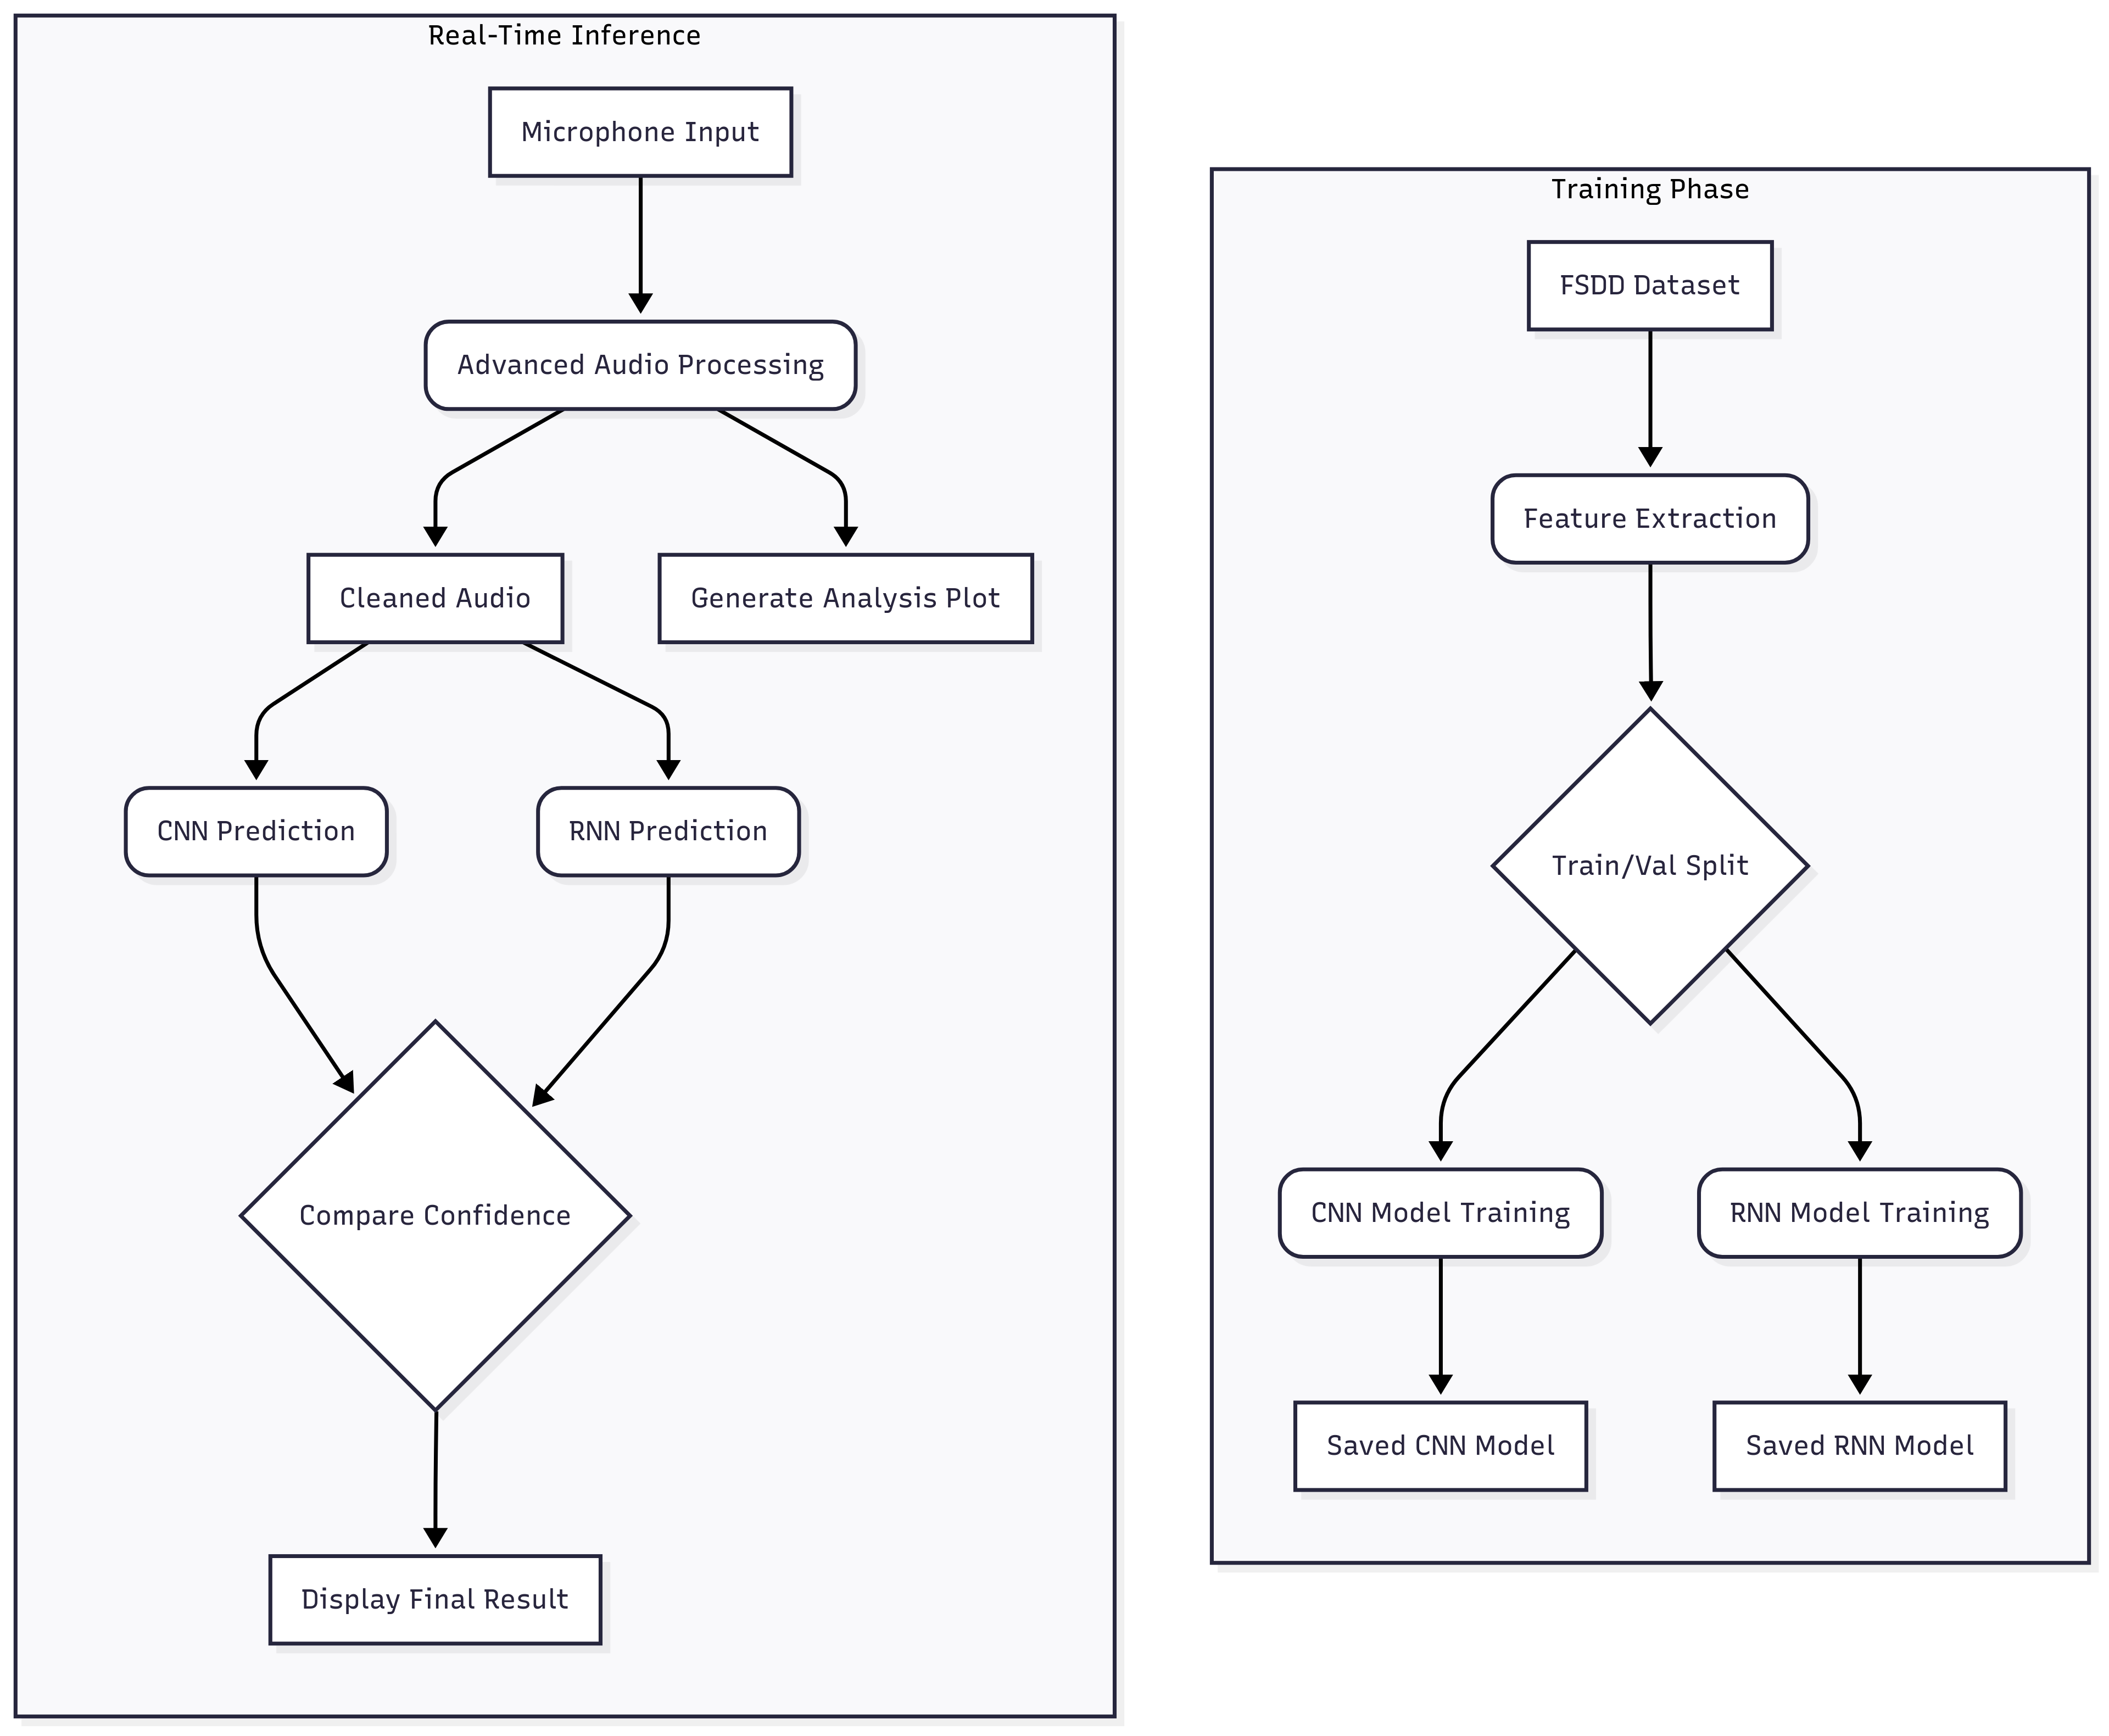 Real-Time Inference
Microphone Input
Advanced Audio Processing
Cleaned Audio
Generate Analysis Plot
CNN Prediction
RNN Prediction
Compare Confidence
Display Final Result
Training Phase
FSDD Dataset
Feature Extraction
Train/Val Split
CNN Model Training
RNN Model Training
Saved CNN Model
Saved RNN Model